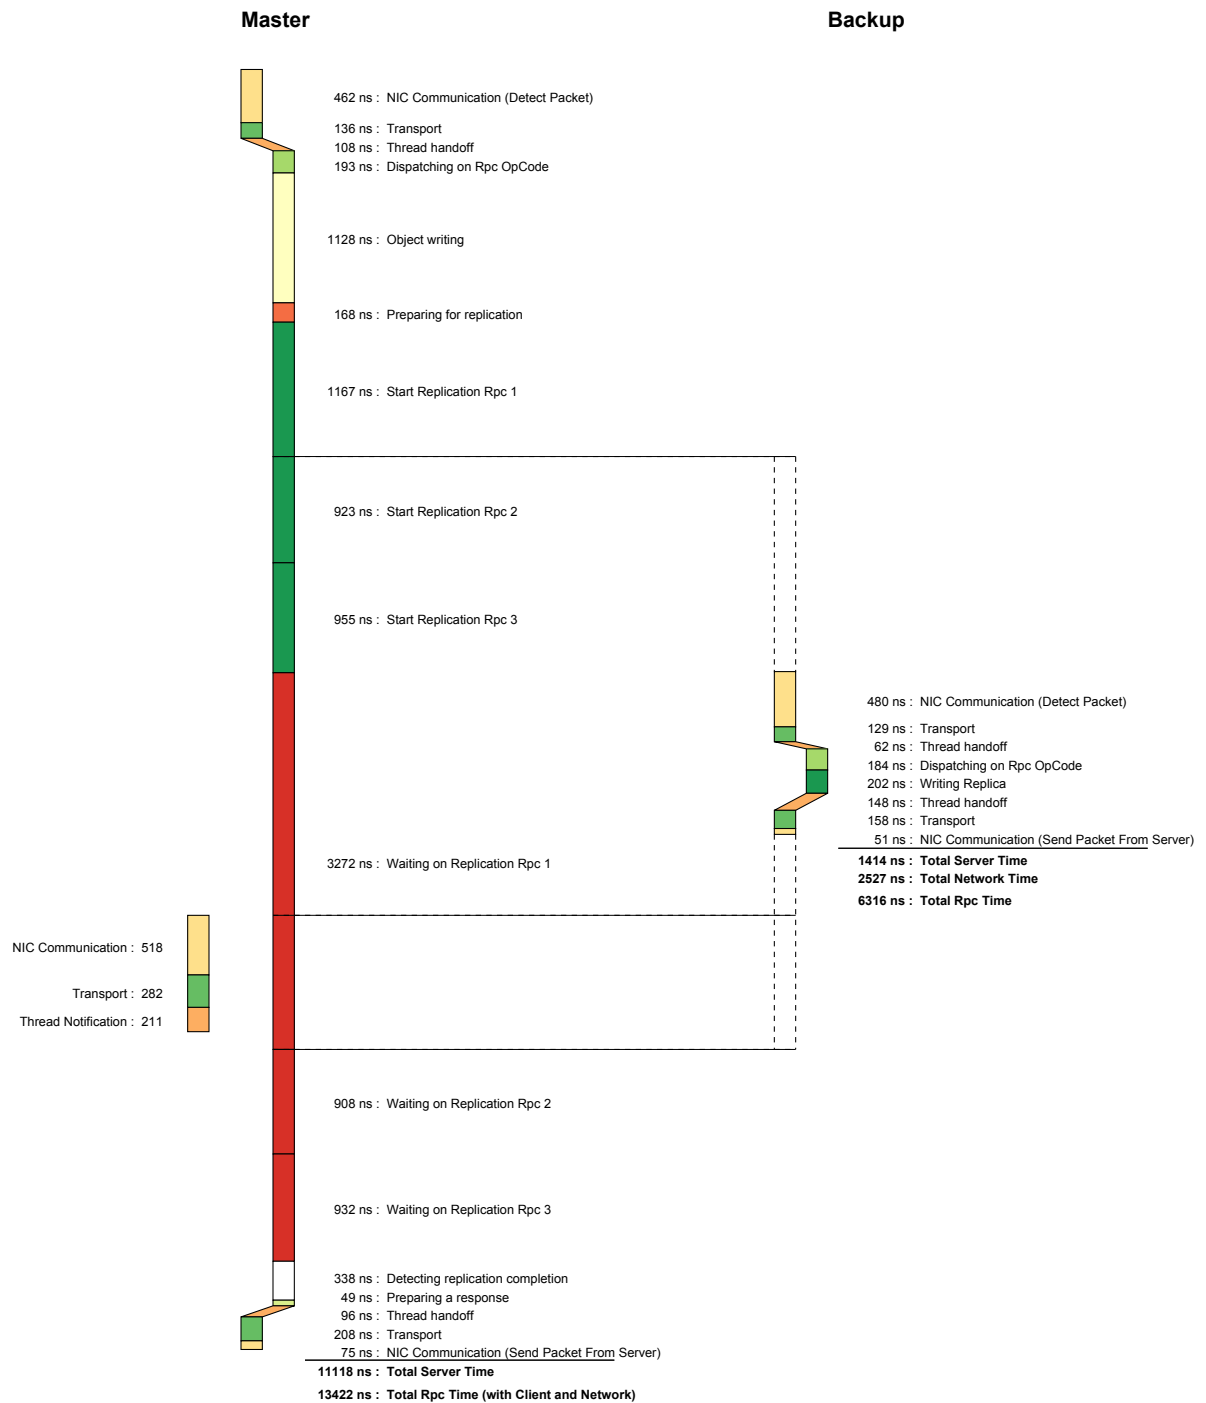 Master
Backup
462 ns : NIC Communication (Detect Packet)
136 ns : Transport
108 ns : Thread handoff
193 ns : Dispatching on Rpc OpCode
1128 ns : Object writing
168 ns : Preparing for replication
1167 ns : Start Replication Rpc 1
923 ns : Start Replication Rpc 2
955 ns : Start Replication Rpc 3
480 ns : NIC Communication (Detect Packet)
129 ns : Transport
62 ns : Thread handoff
184 ns : Dispatching on Rpc OpCode
202 ns : Writing Replica
148 ns : Thread handoff
158 ns : Transport
51 ns : NIC Communication (Send Packet From Server)
1414 ns : Total Server Time
2527 ns : Total Network Time
6316 ns : Total Rpc Time
3272 ns : Waiting on Replication Rpc 1
NIC Communication : 518
Transport : 282
Thread Notification : 211
908 ns : Waiting on Replication Rpc 2
932 ns : Waiting on Replication Rpc 3
338 ns : Detecting replication completion
49 ns : Preparing a response
96 ns : Thread handoff
208 ns : Transport
75 ns : NIC Communication (Send Packet From Server)
11118 ns : Total Server Time
13422 ns : Total Rpc Time (with Client and Network)